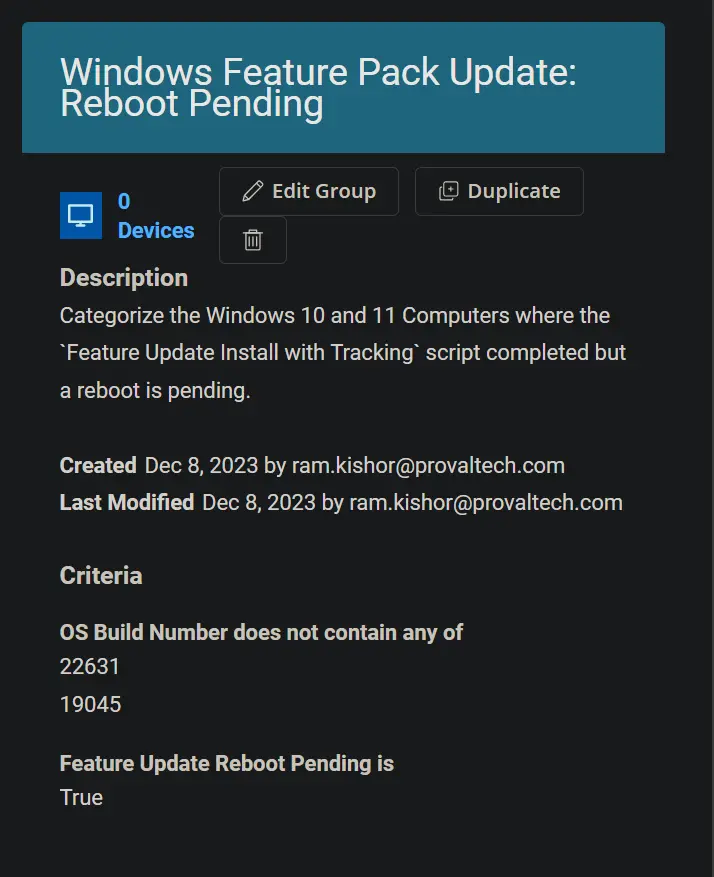 Windows Feature Pack Update:
Reboot Pending
0
Devices
Edit Group
Duplicate
Description
Categorize the Windows 10 and 11 Computers where the
`Feature Update Install with Tracking` script completed but
a reboot is pending.
Created Dec 8, 2023 by ram.kishor@provaltech.com
Last Modified Dec 8, 2023 by ram.kishor@provaltech.com
Criteria
OS Build Number does not contain any of
22631
19045
Feature Update Reboot Pending is
True